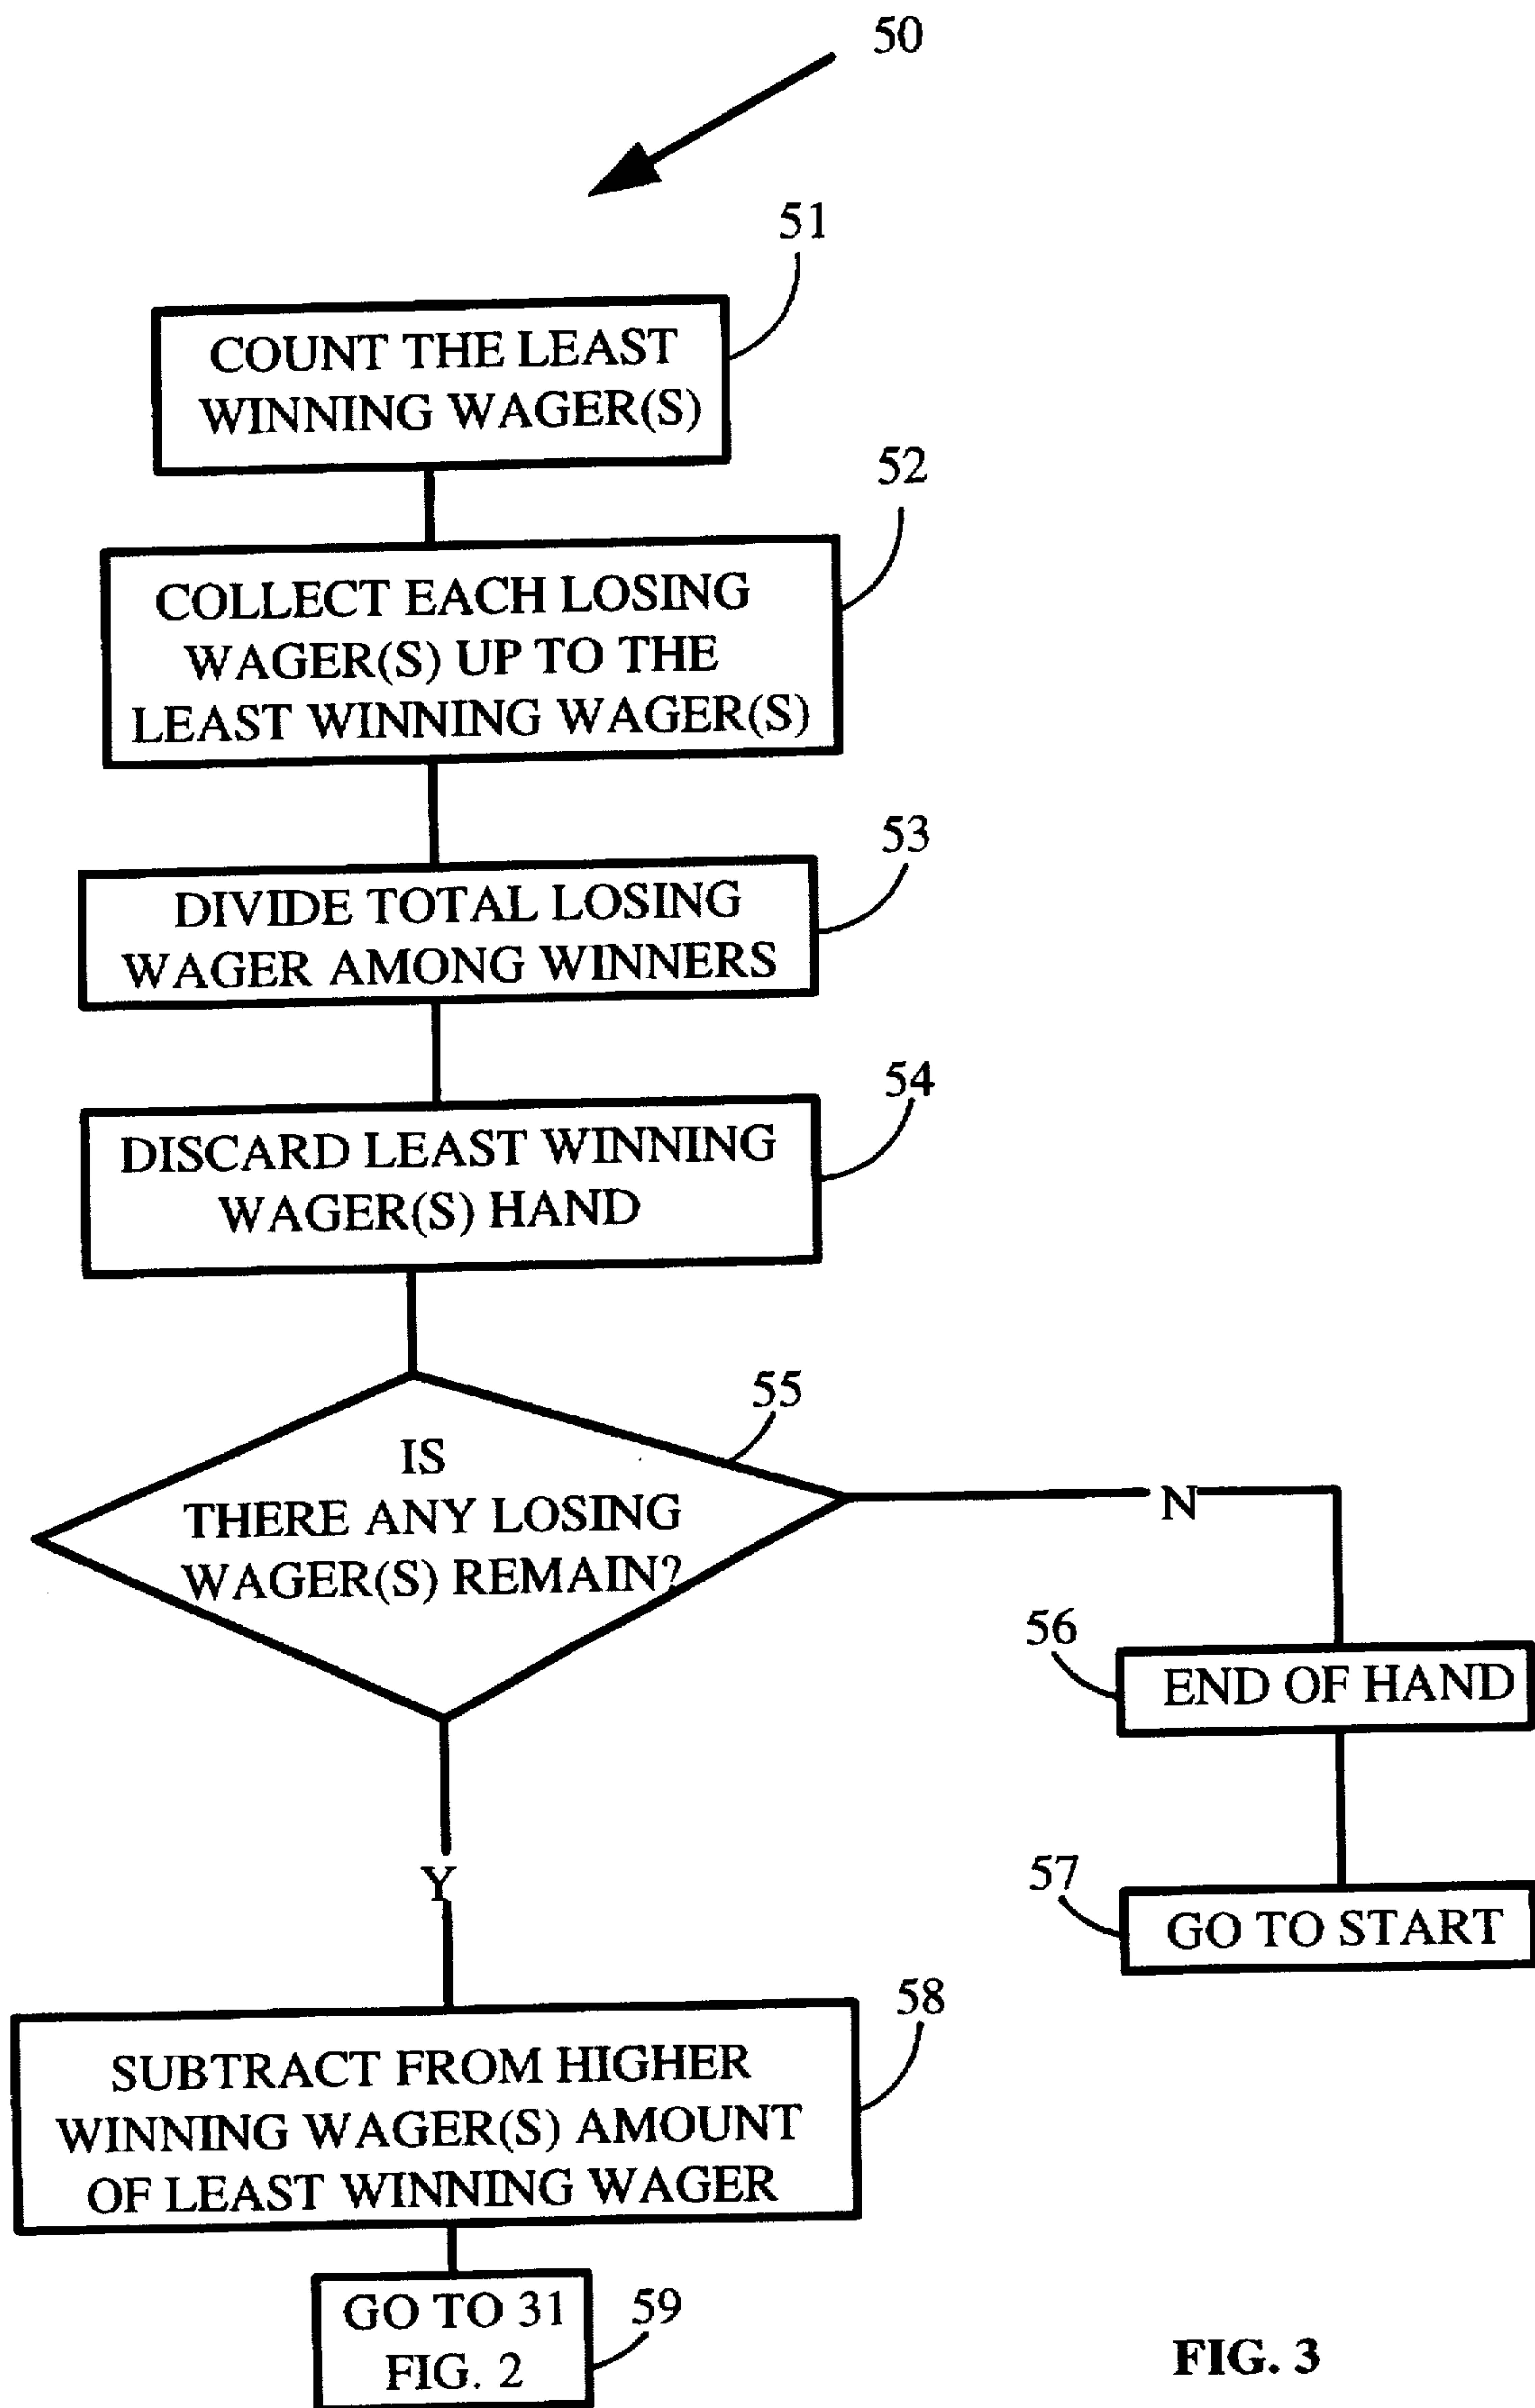 50
51
COUNT THE LEAST
WINNING WAGER(S)
52
COLLECT EACH LOSING
WAGER(S) UP TO THE
LEAST WINNING WAGER(S)
53
DIVIDE TOTAL LOSING
WAGER AMONG WINNERS
54
DISCARD LEAST WINNING
WAGER(S) HAND
55
IS
THERE ANY LOSING
WAGER(S) REMAIN?
N
56
END OF HAND
57
GO TO START
Y
58
SUBTRACT FROM HIGHER
WINNING WAGER(S) AMOUNT
OF LEAST WINNING WAGER
59
GO TO 31
FIG. 2
FIG. 3